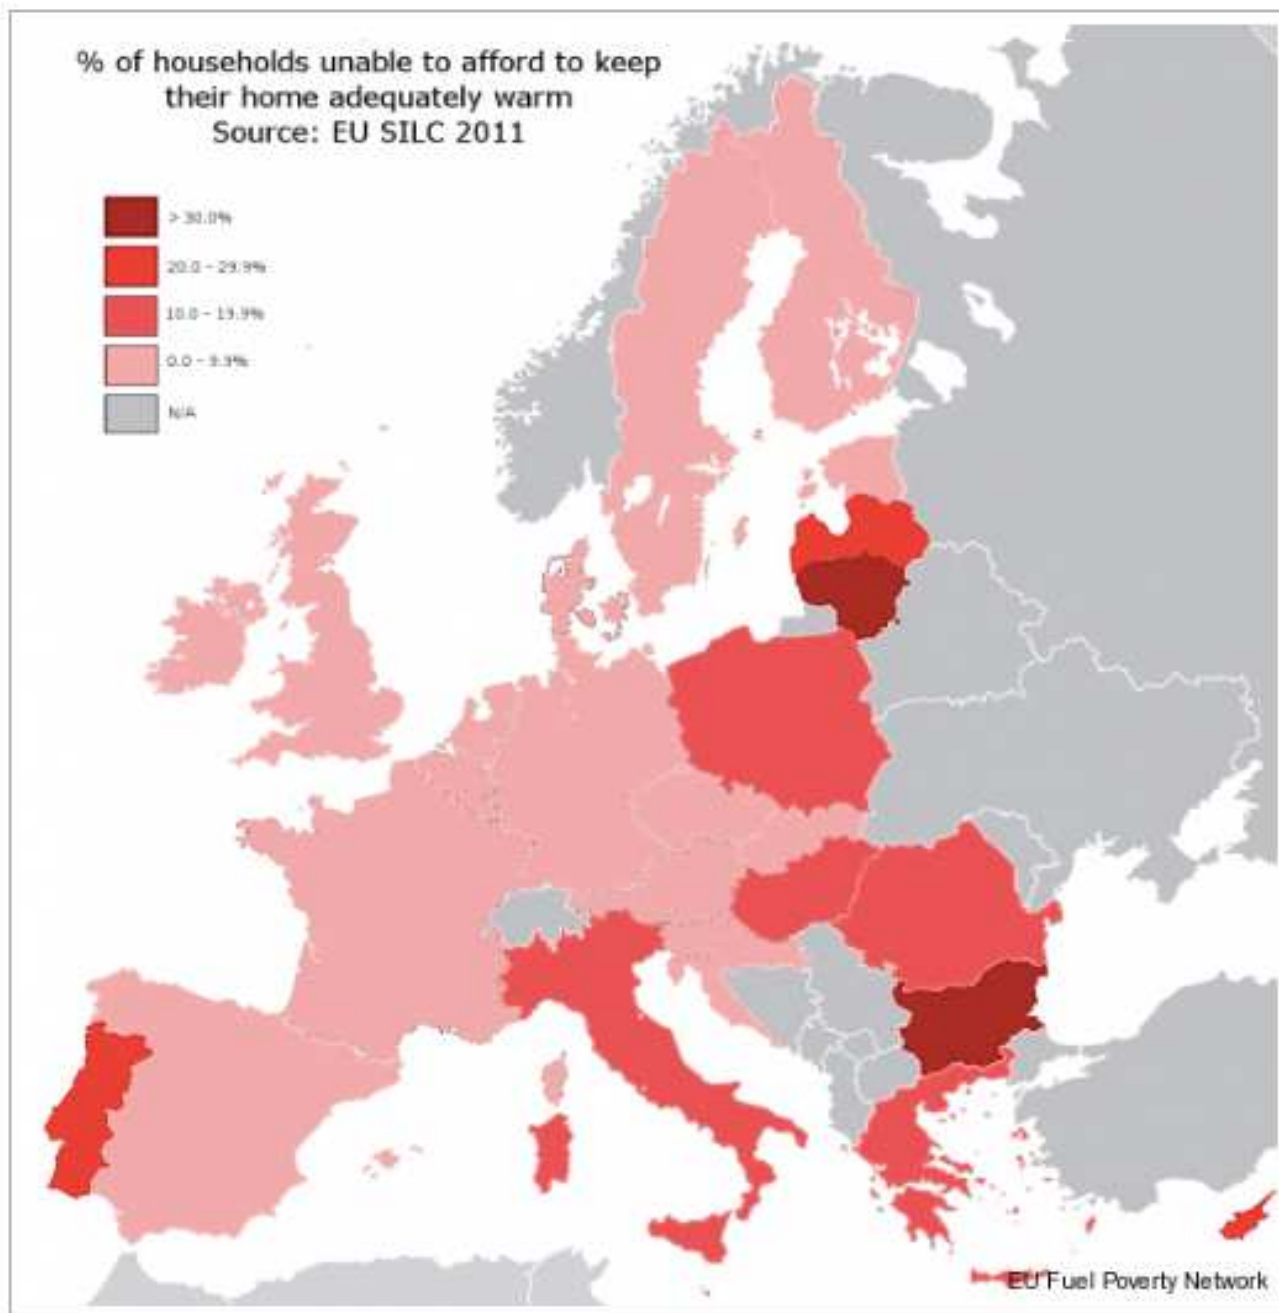 % of households unable to afford to keep
their home adequately warm
Source: EU SILC 2011
> 30.0%
20.0 - 29.9%
10.0 - 19.9%
0.0 - 9.9%
N/A
EU Fuel Poverty Network